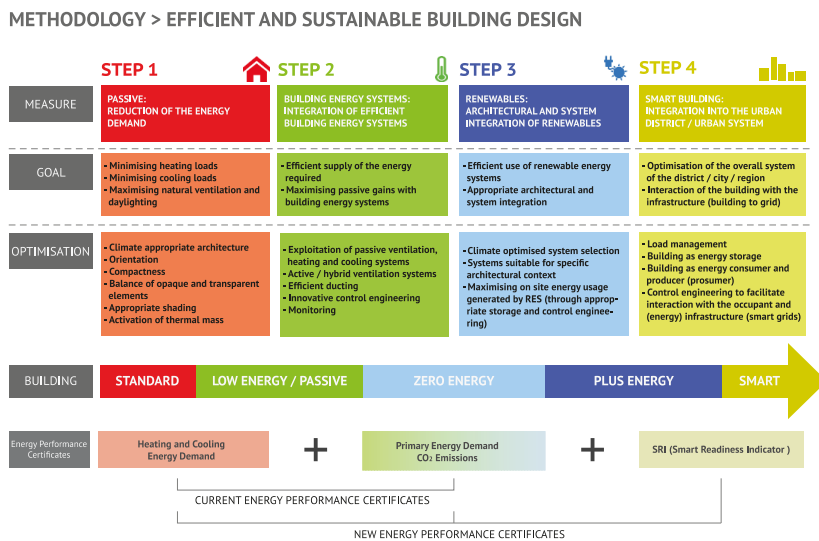 METHODOLOGY > EFFICIENT AND SUSTAINABLE BUILDING DESIGN
STEP 1
STEP 2
STEP 3
STEP 4
MEASURE
PASSIVE:
REDUCTION OF THE ENERGY
DEMAND
BUILDING ENERGY SYSTEMS:
INTEGRATION OF EFFICIENT
BUILDING ENERGY SYSTEMS
RENEWABLES:
ARCHITECTURAL AND SYSTEM
INTEGRATION OF RENEWABLES
SMART BUILDING:
INTEGRATION INTO THE URBAN
DISTRICT / URBAN SYSTEM
GOAL
- Minimising heating loads
- Minimising cooling loads
- Maximising natural ventilation and
daylighting
- Efficient supply of the energy
required
- Maximising passive gains with
building energy systems
- Efficient use of renewable energy
systems
- Appropriate architectural and
system integration
- Optimisation of the overall system
of the district / city / region
- Interaction of the building with the
infrastructure (building to grid)
OPTIMISATION
- Climate appropriate architecture
- Orientation
- Compactness
- Balance of opaque and transparent
elements
- Appropriate shading
- Activation of thermal mass
- Exploitation of passive ventilation,
heating and cooling systems
- Active / hybrid ventilation systems
- Efficient ducting
- Innovative control engineering
- Monitoring
- Climate optimised system selection
- Systems suitable for specific
architectural context
- Maximising on site energy usage
generated by RES (through approp-
riate storage and control enginee-
ring)
- Load management
- Building as energy storage
- Building as energy consumer and
producer (prosumer)
- Control engineering to facilitate
interaction with the occupant and
(energy) infrastructure (smart grids)
BUILDING
STANDARD
LOW ENERGY / PASSIVE
ZERO ENERGY
PLUS ENERGY
SMART
Energy Performance
Certificates
Heating and Cooling
Energy Demand
+
Primary Energy Demand
CO₂ Emissions
+
SRI (Smart Readiness Indicator )
CURRENT ENERGY PERFORMANCE CERTIFICATES
NEW ENERGY PERFORMANCE CERTIFICATES